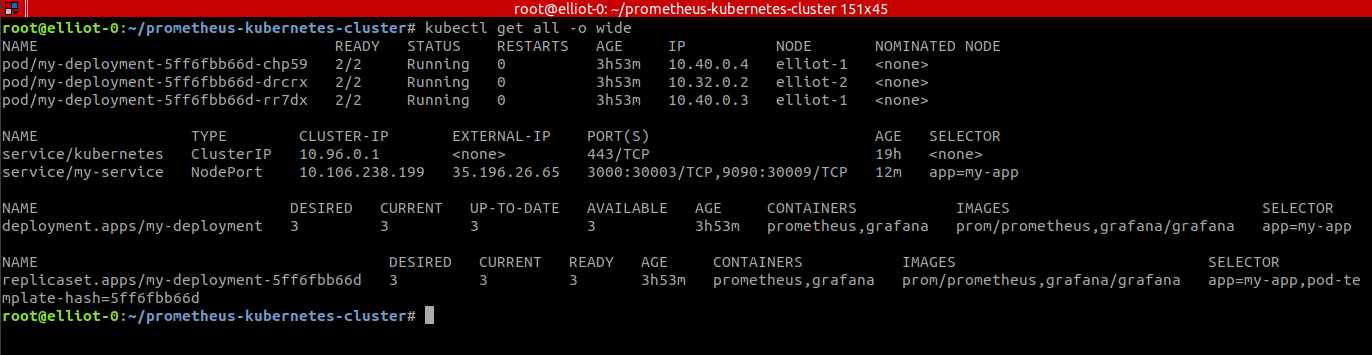 root@elliot-0: ~/prometheus-kubernetes-cluster 151x45
root@elliot-0:~/prometheus-kubernetes-cluster# kubectl get all -o wide
NAME                                 READY   STATUS    RESTARTS   AGE     IP          NODE       NOMINATED NODE
pod/my-deployment-5ff6fbb66d-chp59   2/2     Running   0          3h53m   10.40.0.4   elliot-1   <none>
pod/my-deployment-5ff6fbb66d-drcrx   2/2     Running   0          3h53m   10.32.0.2   elliot-2   <none>
pod/my-deployment-5ff6fbb66d-rr7dx   2/2     Running   0          3h53m   10.40.0.3   elliot-1   <none>
NAME                 TYPE        CLUSTER-IP       EXTERNAL-IP    PORT(S)                         AGE   SELECTOR
service/kubernetes   ClusterIP   10.96.0.1        <none>         443/TCP                         19h   <none>
service/my-service   NodePort    10.106.238.199   35.196.26.65   3000:30003/TCP,9090:30009/TCP   12m   app=my-app
NAME                            DESIRED   CURRENT   UP-TO-DATE   AVAILABLE   AGE     CONTAINERS           IMAGES                            SELECTOR
deployment.apps/my-deployment   3         3         3            3           3h53m   prometheus,grafana   prom/prometheus,grafana/grafana   app=my-app
NAME                                       DESIRED   CURRENT   READY   AGE     CONTAINERS           IMAGES                            SELECTOR
replicaset.apps/my-deployment-5ff6fbb66d   3         3         3       3h53m   prometheus,grafana   prom/prometheus,grafana/grafana   app=my-app,pod-te
mplate-hash=5ff6fbb66d
root@elliot-0:~/prometheus-kubernetes-cluster#